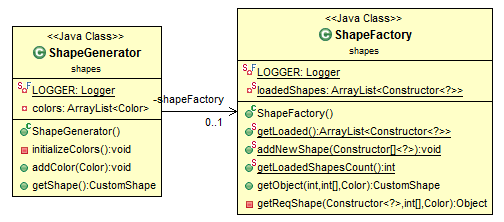 <<Java Class>>
ShapeGenerator
shapes
LOGGER: Logger
colors: ArrayList<Color>
ShapeGenerator()
initializeColors():void
addColor(Color):void
getShape():CustomShape
-shapeFactory
0..1
<<Java Class>>
ShapeFactory
shapes
LOGGER: Logger
loadedShapes: ArrayList<Constructor<?>>
ShapeFactory()
getLoaded():ArrayList<Constructor<?>>
addNewShape(Constructor[]<?>):void
getLoadedShapesCount():int
getObject(int,int[],Color):CustomShape
getReqShape(Constructor<?>,int[],Color):Object